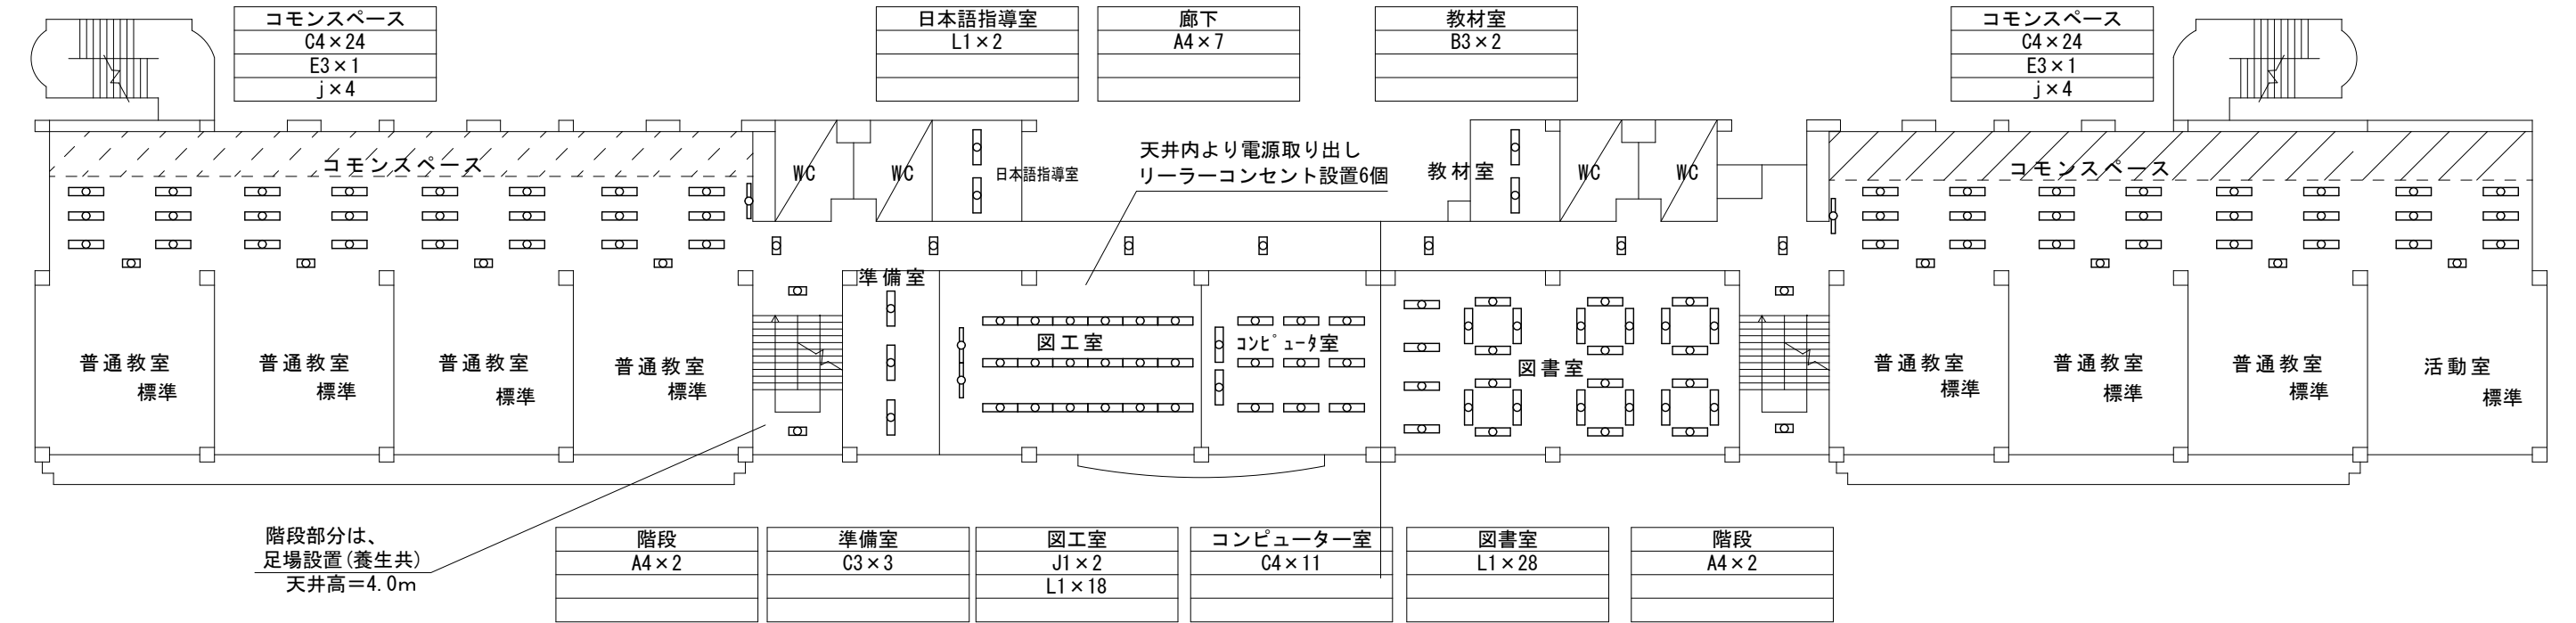 コモンスペース
C4×24
E3×1
j×4
日本語指導室
L1×2
廊下
A4×7
教材室
B3×2
コモンスペース
C4×24
E3×1
j×4
コモンスペース
WC
WC
日本語指導室
天井内より電源取り出し
リーラーコンセント設置6個
教材室
WC
WC
コモンスペース
普通教室
標準
普通教室
標準
普通教室
標準
普通教室
標準
準備室
図工室
コンピュータ室
図書室
普通教室
標準
普通教室
標準
普通教室
標準
活動室
標準
階段部分は、
足場設置(養生共)
天井高=4.0m
階段
A4×2
準備室
C3×3
図工室
J1×2
L1×18
コンピューター室
C4×11
図書室
L1×28
階段
A4×2